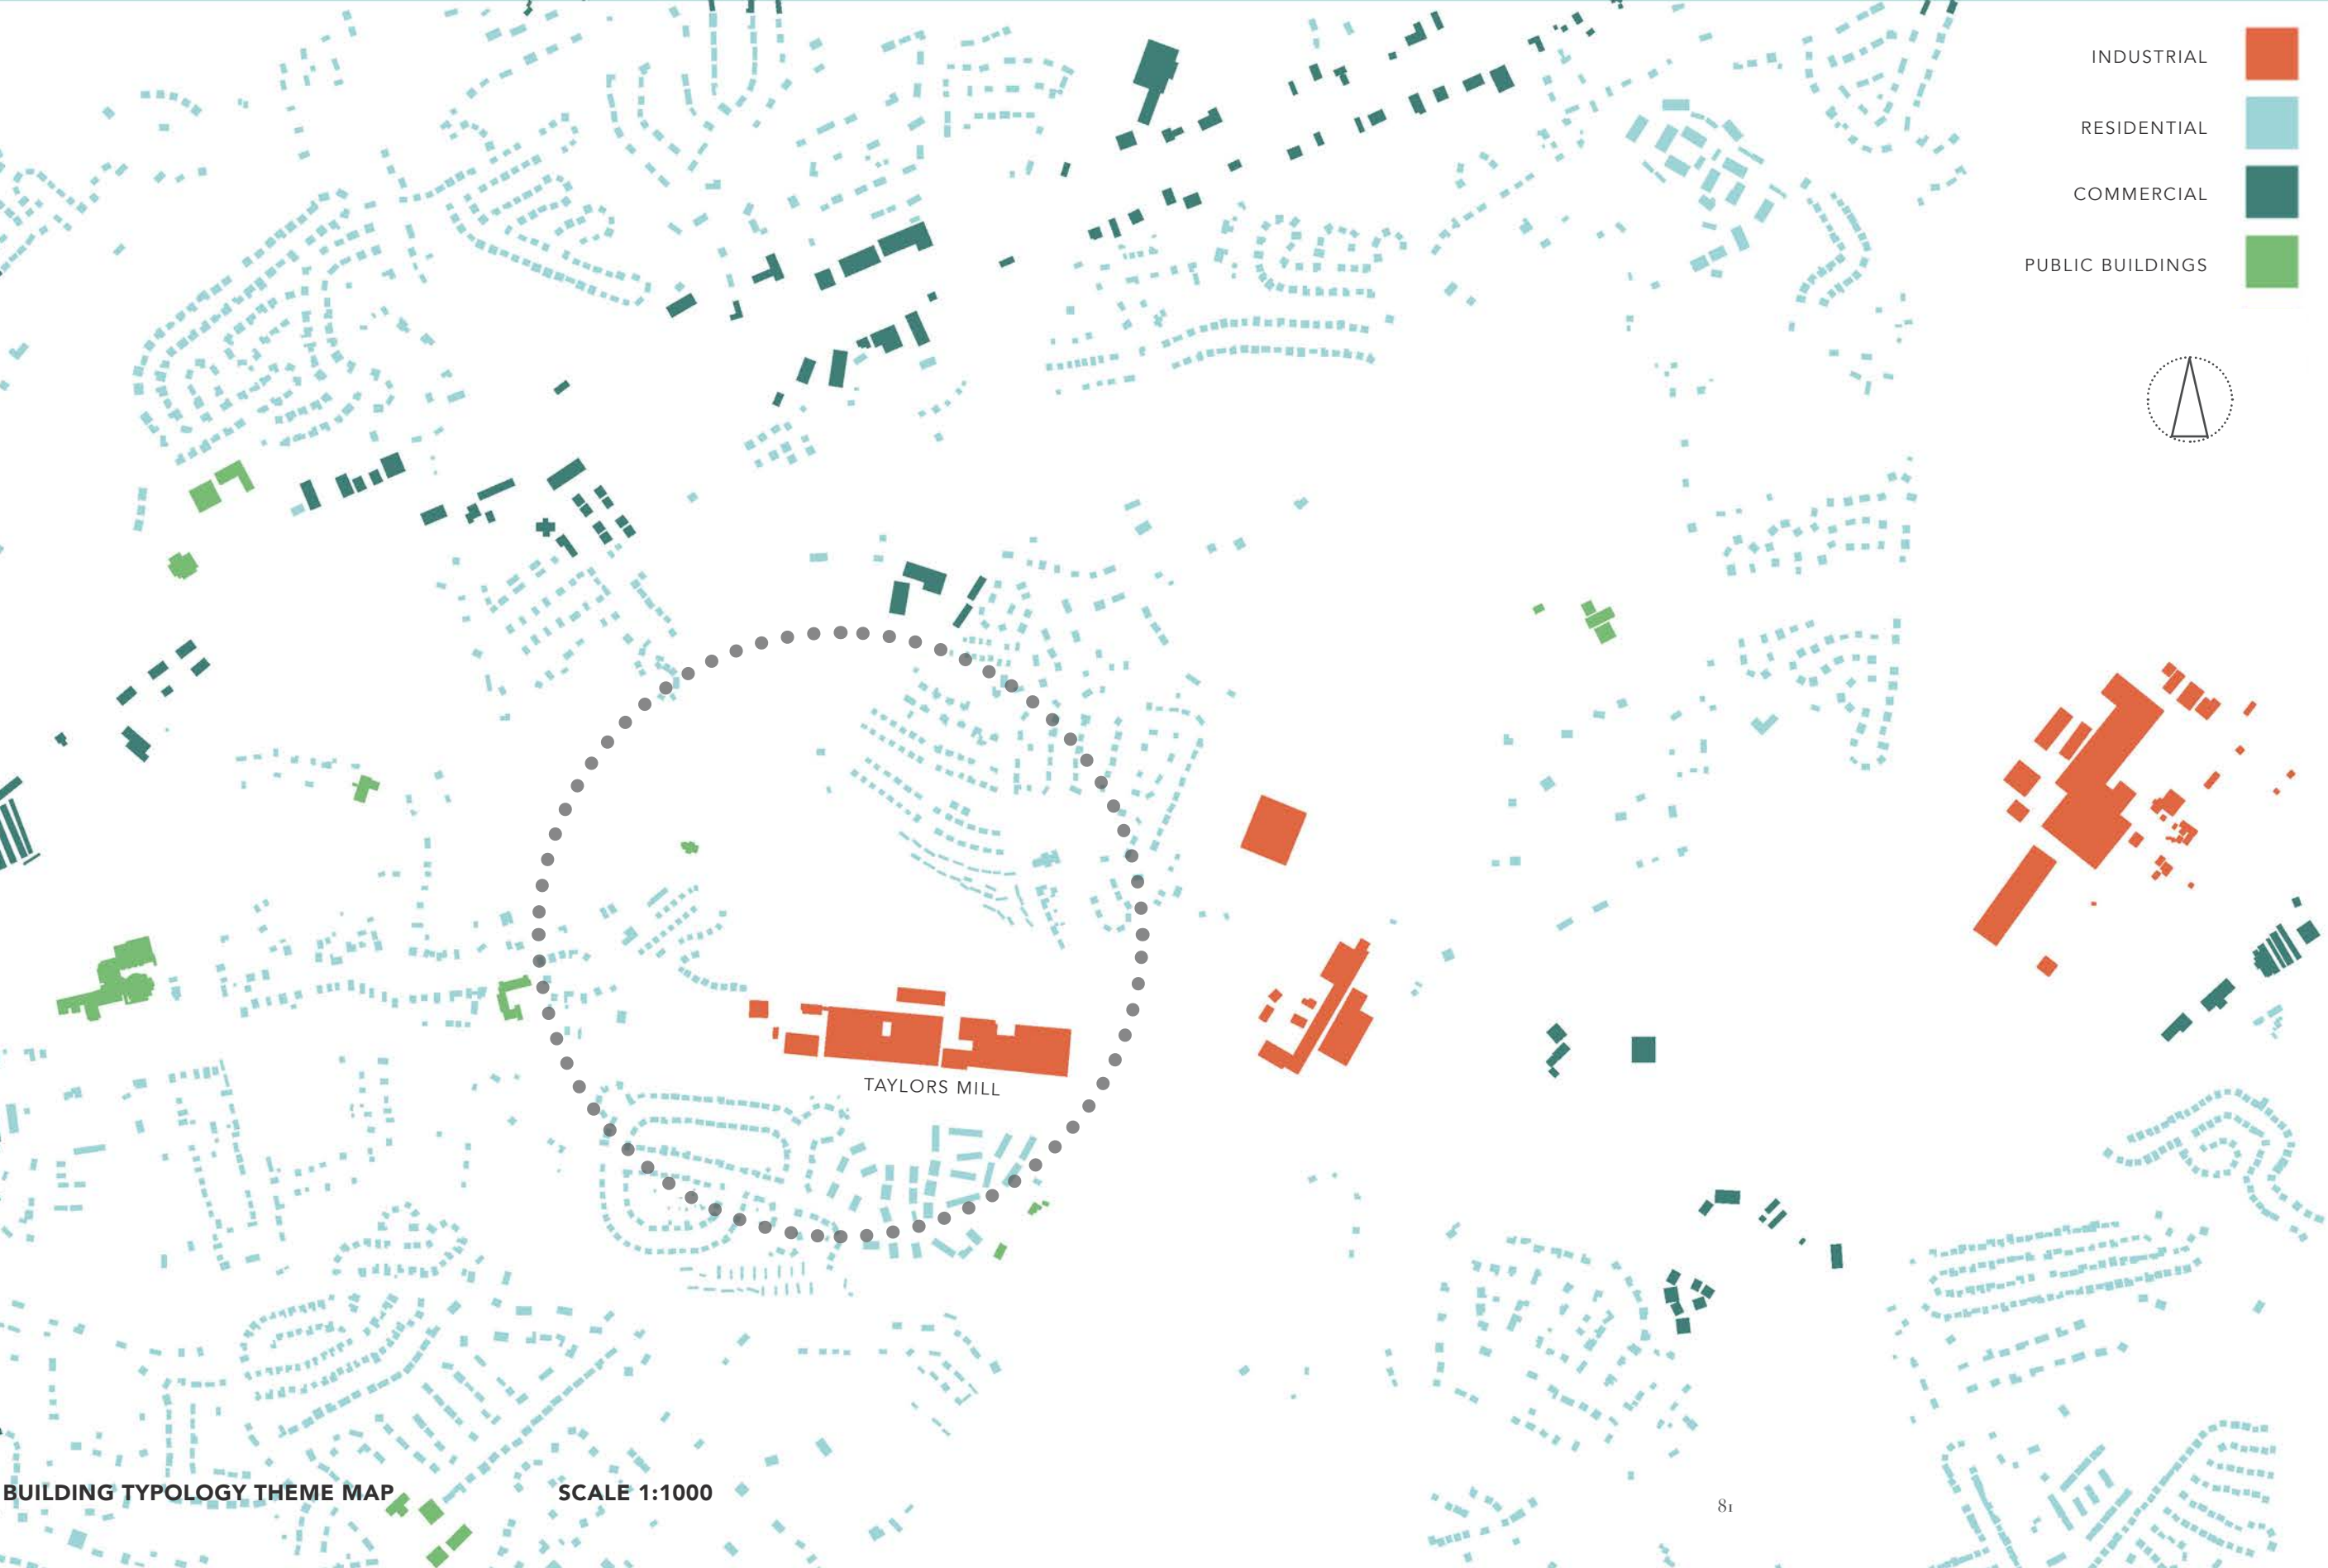 INDUSTRIAL
RESIDENTIAL
COMMERCIAL
PUBLIC BUILDINGS
TAYLORS MILL
BUILDING TYPOLOGY THEME MAP
SCALE 1:1000
81